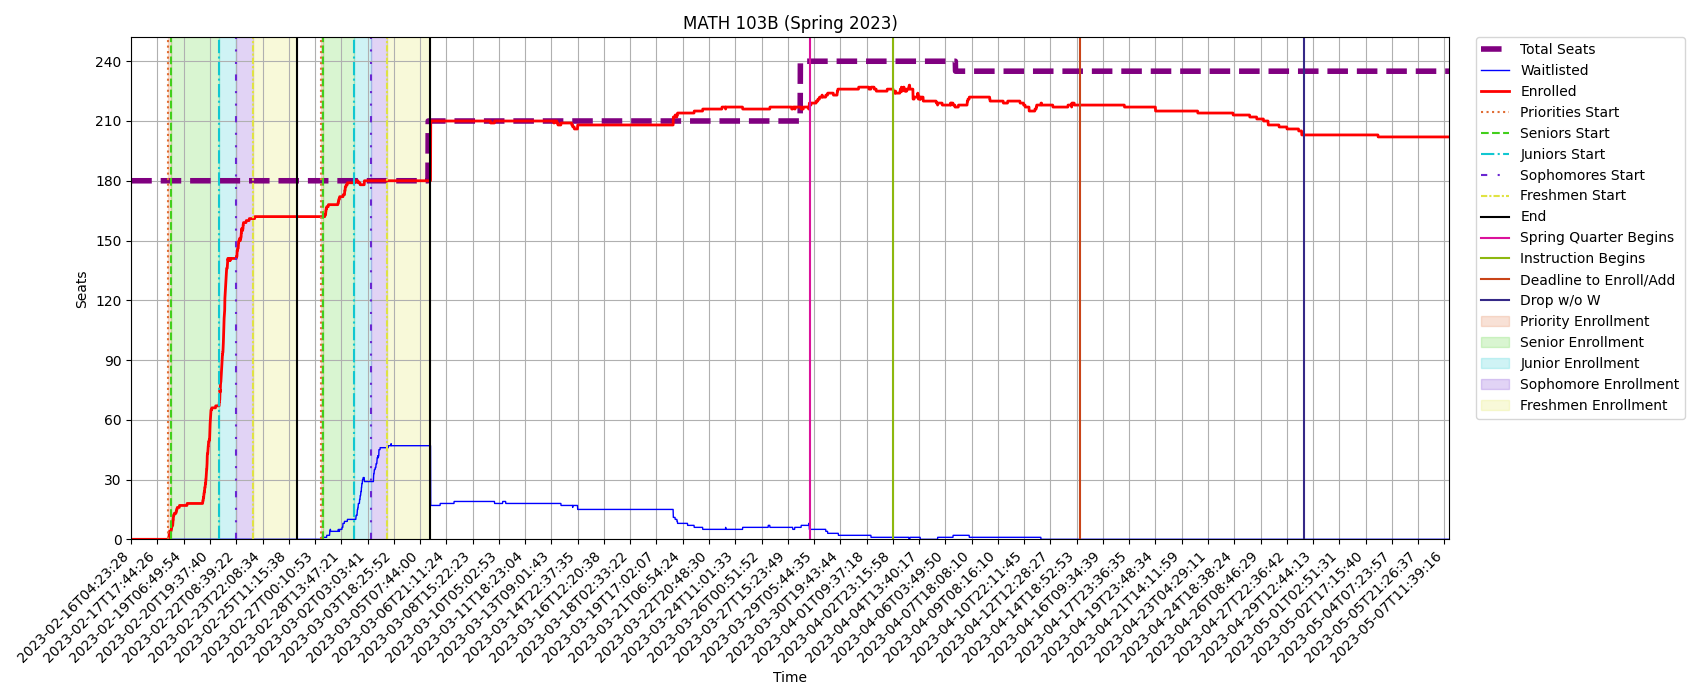 MATH 103B (Spring 2023)
Seats
240
210
180
150
120
90
60
30
0
2023-02-16T04:23:28
2023-02-17T17:44:26
2023-02-19T06:49:54
2023-02-20T19:37:40
2023-02-22T08:39:22
2023-02-23T22:08:34
2023-02-25T11:15:38
2023-02-27T00:10:53
2023-02-28T13:47:21
2023-03-02T03:03:41
2023-03-03T18:25:52
2023-03-05T07:44:00
2023-03-06T21:11:24
2023-03-08T15:22:23
2023-03-10T05:02:53
2023-03-11T18:23:04
2023-03-13T09:01:43
2023-03-14T22:37:35
2023-03-16T12:20:38
2023-03-18T02:33:22
2023-03-19T17:02:07
2023-03-21T06:54:24
2023-03-22T20:48:30
2023-03-24T11:01:33
2023-03-26T00:51:52
2023-03-27T15:23:49
2023-03-29T05:44:35
2023-03-30T19:43:44
2023-04-01T09:37:18
2023-04-02T23:15:58
2023-04-04T13:40:17
2023-04-06T03:49:50
2023-04-07T18:08:10
2023-04-09T08:16:10
2023-04-10T22:11:45
2023-04-12T12:28:27
2023-04-14T18:52:53
2023-04-16T09:34:39
2023-04-17T23:36:35
2023-04-19T23:48:34
2023-04-21T14:11:59
2023-04-23T04:29:11
2023-04-24T18:38:24
2023-04-26T08:46:29
2023-04-27T22:36:42
2023-04-29T12:44:13
2023-05-01T02:51:31
2023-05-02T17:15:40
2023-05-04T07:23:57
2023-05-05T21:26:37
2023-05-07T11:39:16
Time
Total Seats
Waitlisted
Enrolled
Priorities Start
Seniors Start
Juniors Start
Sophomores Start
Freshmen Start
End
Spring Quarter Begins
Instruction Begins
Deadline to Enroll/Add
Drop w/o W
Priority Enrollment
Senior Enrollment
Junior Enrollment
Sophomore Enrollment
Freshmen Enrollment